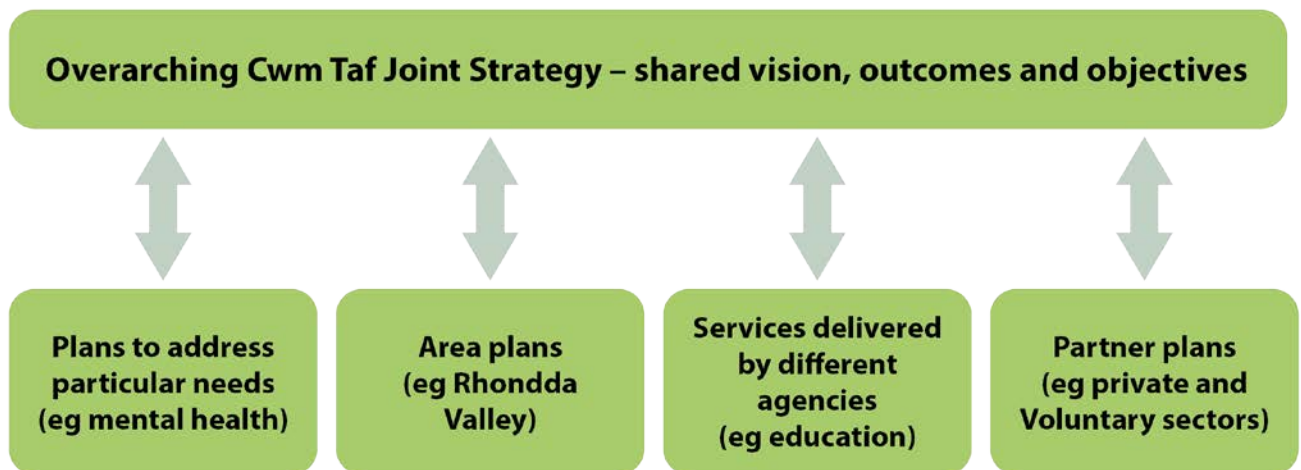 Overarching Cwm Taf Joint Strategy – shared vision, outcomes and objectives
Plans to address
particular needs
(eg mental health)
Area plans
(eg Rhondda
Valley)
Services delivered
by different
agencies
(eg education)
Partner plans
(eg private and
Voluntary sectors)